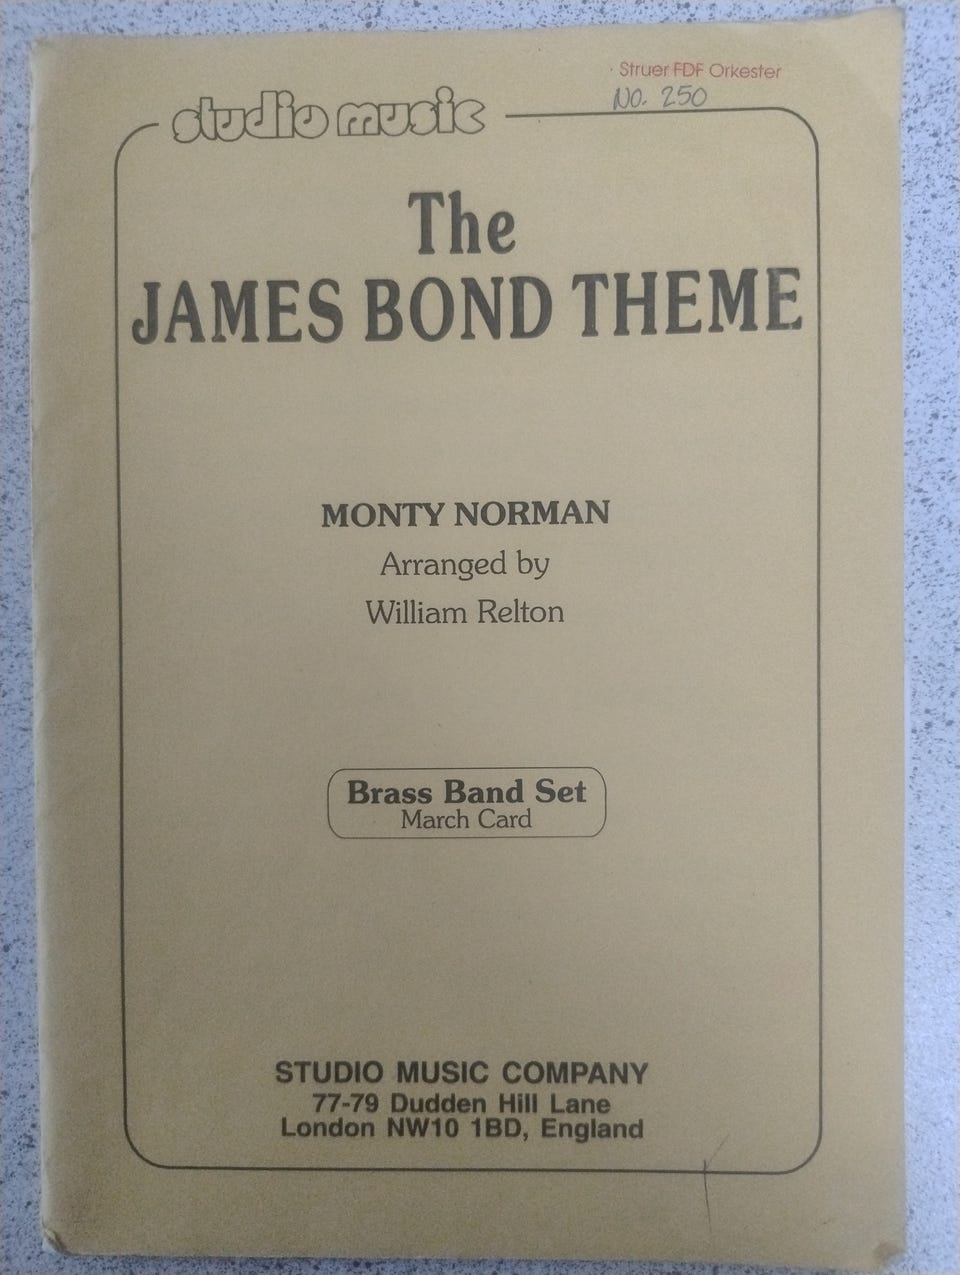 Struer FDF Orkester
No. 250
studio music
The
JAMES BOND THEME
MONTY NORMAN
Arranged by
William Relton
Brass Band Set
March Card
STUDIO MUSIC COMPANY
77-79 Dudden Hill Lane
London NW10 1BD, England